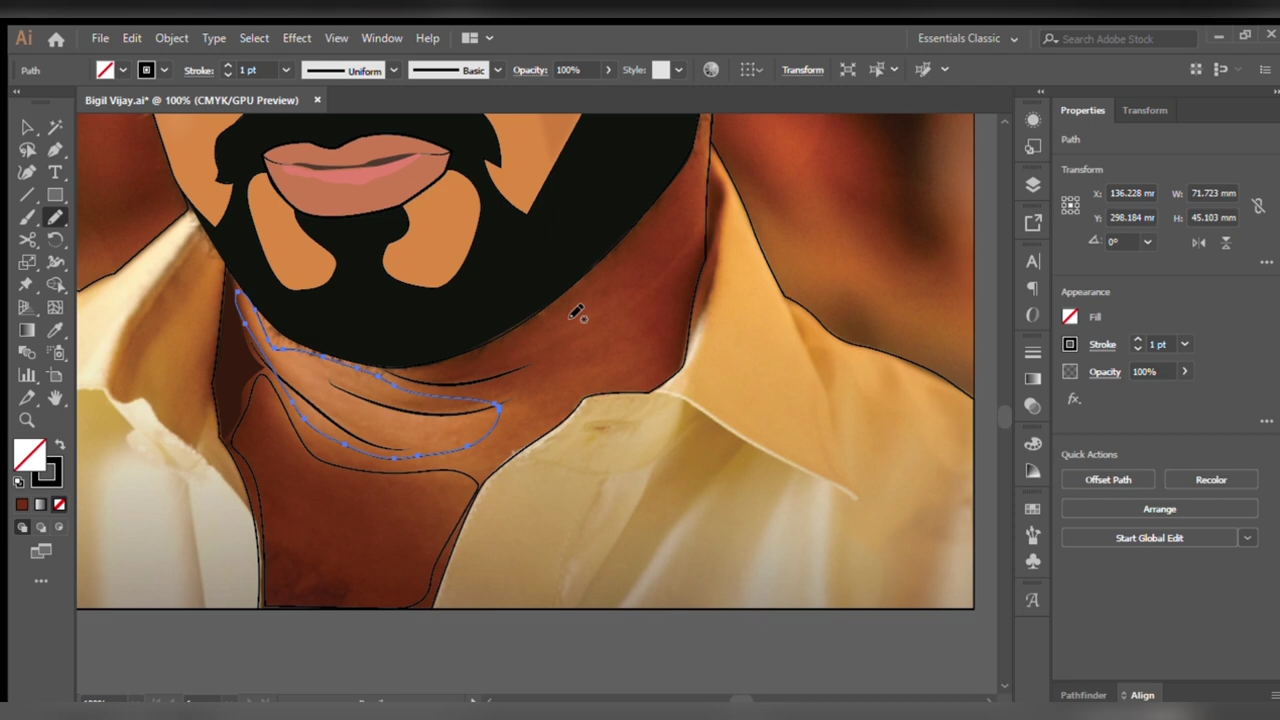 Ai File Edit Object Type Select Effect View Window Help Essentials Classic Search Adobe Stock
Path Stroke: 1 pt Uniform Basic Opacity: 100% Style: Transform
Bigil Vijay.ai* @ 100% (CMYK/GPU Preview) ×
Properties Transform
Path
Transform
X: 136.228 mr W: 71.723 mm
Y: 298.184 mr H: 45.103 mm
0°
Appearance
Fill
Stroke 1 pt
Opacity 100%
fx.
Quick Actions
Offset Path Recolor
Arrange
Start Global Edit
Pathfinder Align